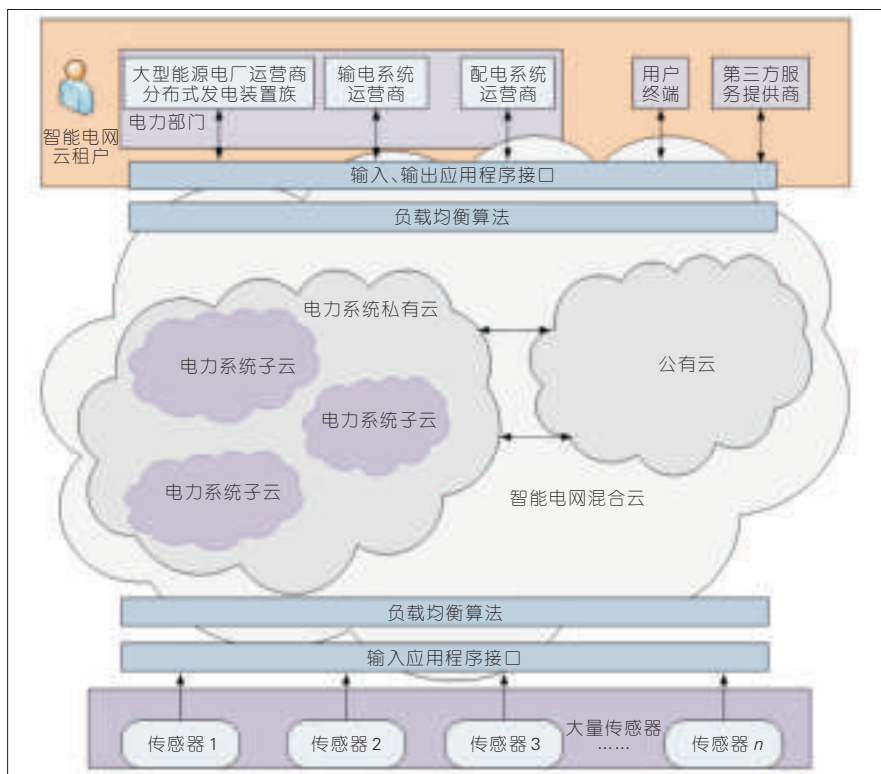 大型能源电厂运营商
分布式发电装置族
输电系统
运营商
配电系统
运营商
用户
终端
第三方服
务提供商
电力部门
智能电网
云租户
输入、输出应用程序接口
负载均衡算法
电力系统私有云
电力系统子云
公有云
电力系统子云
电力系统子云
智能电网混合云
负载均衡算法
输入应用程序接口
大量传感器
……
传感器1
传感器2
传感器3
传感器n